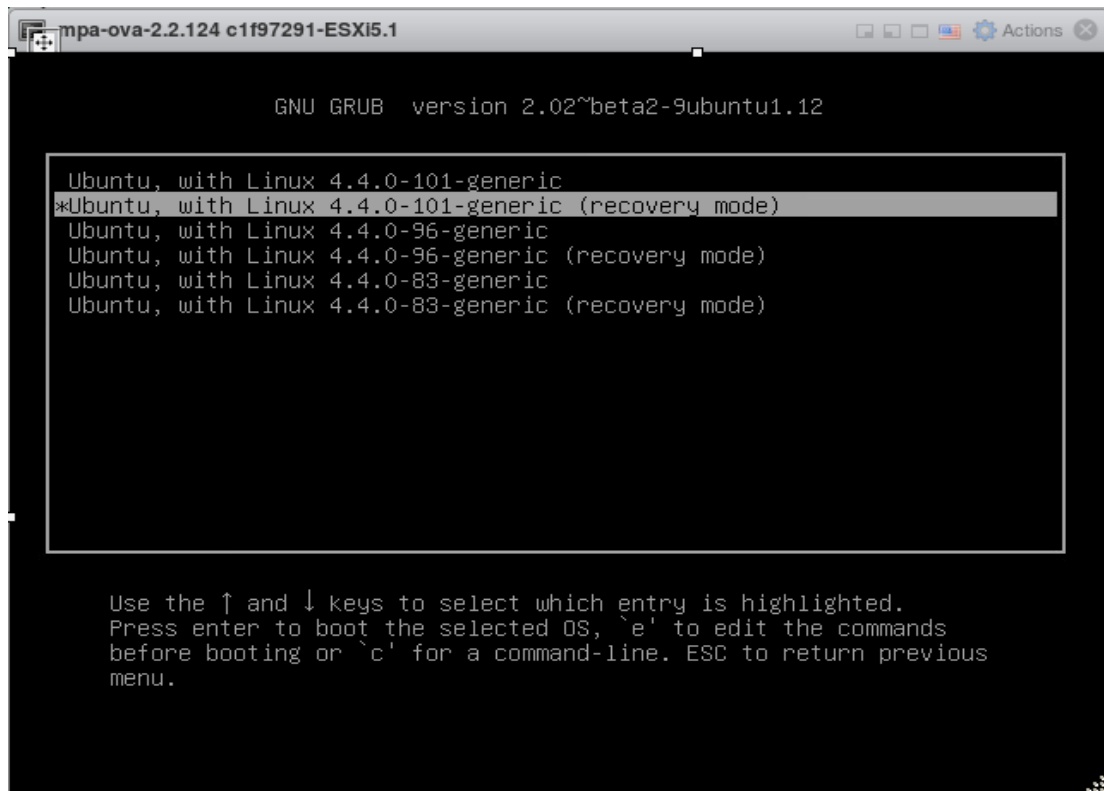 mpa-ova-2.2.124 c1f97291-ESXi5.1
Actions
GNU GRUB  version 2.02~beta2-9ubuntu1.12
Ubuntu, with Linux 4.4.0-101-generic
*Ubuntu, with Linux 4.4.0-101-generic (recovery mode)
Ubuntu, with Linux 4.4.0-96-generic
Ubuntu, with Linux 4.4.0-96-generic (recovery mode)
Ubuntu, with Linux 4.4.0-83-generic
Ubuntu, with Linux 4.4.0-83-generic (recovery mode)
Use the ↑ and ↓ keys to select which entry is highlighted.
Press enter to boot the selected OS, `e' to edit the commands
before booting or `c' for a command-line. ESC to return previous
menu.